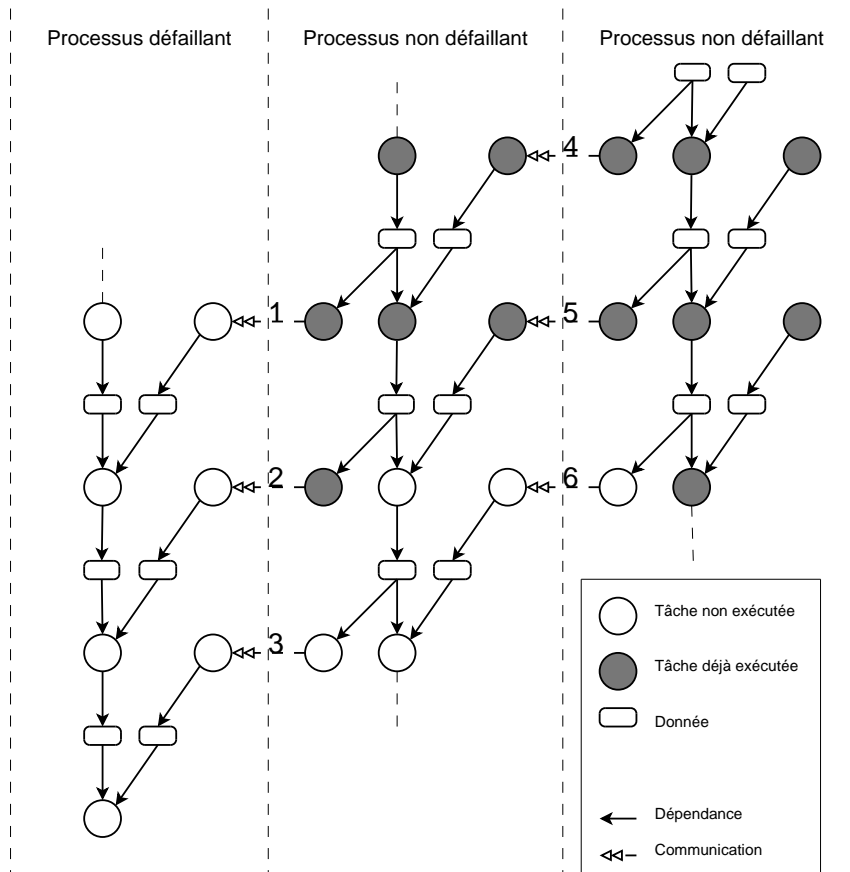 Processus défaillant
Processus non défaillant
Processus non défaillant
4
1
5
2
6
3
Tâche non exécutée
Tâche déjà exécutée
Donnée
Dépendance
Communication